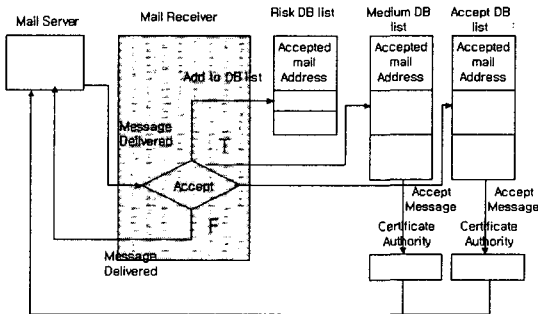 Mail Server
Mail Receiver
Risk DB list
Medium DB
list
Accept DB
list
Accepted
mail
Address
Accepted
mail
Address
Accepted
mail
Address
Add to DB list
Message
Delivered
T
Accept
F
Message
Delivered
Accept
Message
Accept
Message
Certificate
Authority
Certificate
Authority